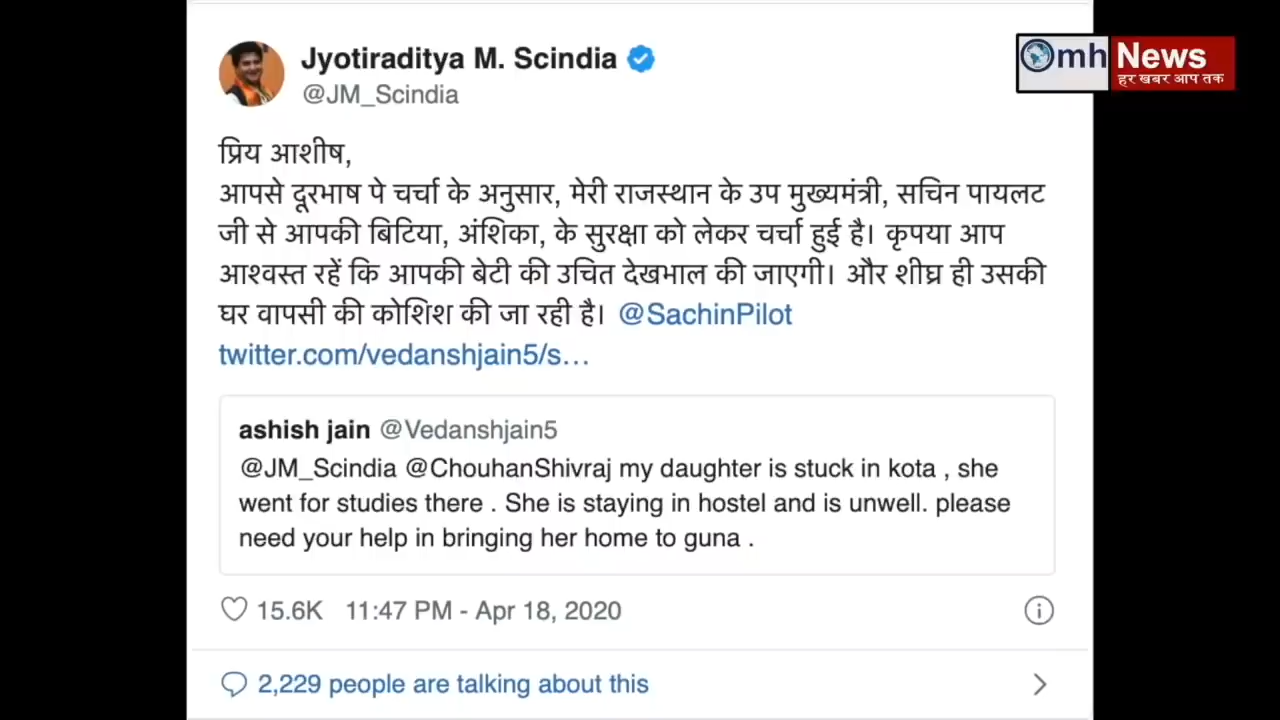 Jyotiraditya M. Scindia
@JM_Scindia
mh News
हर खबर आप तक
प्रिय आशीष,
आपसे दूरभाष पे चर्चा के अनुसार, मेरी राजस्थान के उप मुख्यमंत्री, सचिन पायलट
जी से आपकी बिटिया, अंशिका, के सुरक्षा को लेकर चर्चा हुई है। कृपया आप
आश्वस्त रहें कि आपकी बेटी की उचित देखभाल की जाएगी। और शीघ्र ही उसकी
घर वापसी की कोशिश की जा रही है। @SachinPilot
twitter.com/vedanshjain5/s…
ashish jain @Vedanshjain5
@JM_Scindia @ChouhanShivraj my daughter is stuck in kota , she
went for studies there . She is staying in hostel and is unwell. please
need your help in bringing her home to guna .
15.6K 11:47 PM - Apr 18, 2020
2,229 people are talking about this